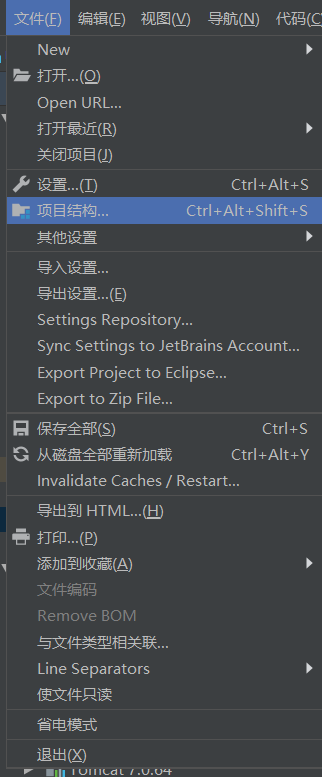 文件(F) 编辑(E) 视图(V) 导航(N) 代码(C
New
打开...(O)
Open URL...
打开最近(R)
关闭项目(J)
设置...(T) Ctrl+Alt+S
项目结构... Ctrl+Alt+Shift+S
其他设置
导入设置...
导出设置...(E)
Settings Repository...
Sync Settings to JetBrains Account...
Export Project to Eclipse...
Export to Zip File...
保存全部(S) Ctrl+S
从磁盘全部重新加载 Ctrl+Alt+Y
Invalidate Caches / Restart...
导出到 HTML...(H)
打印...(P)
添加到收藏(A)
文件编码
Remove BOM
与文件类型相关联...
Line Separators
使文件只读
省电模式
退出(X)
Tomcat 7.0.64